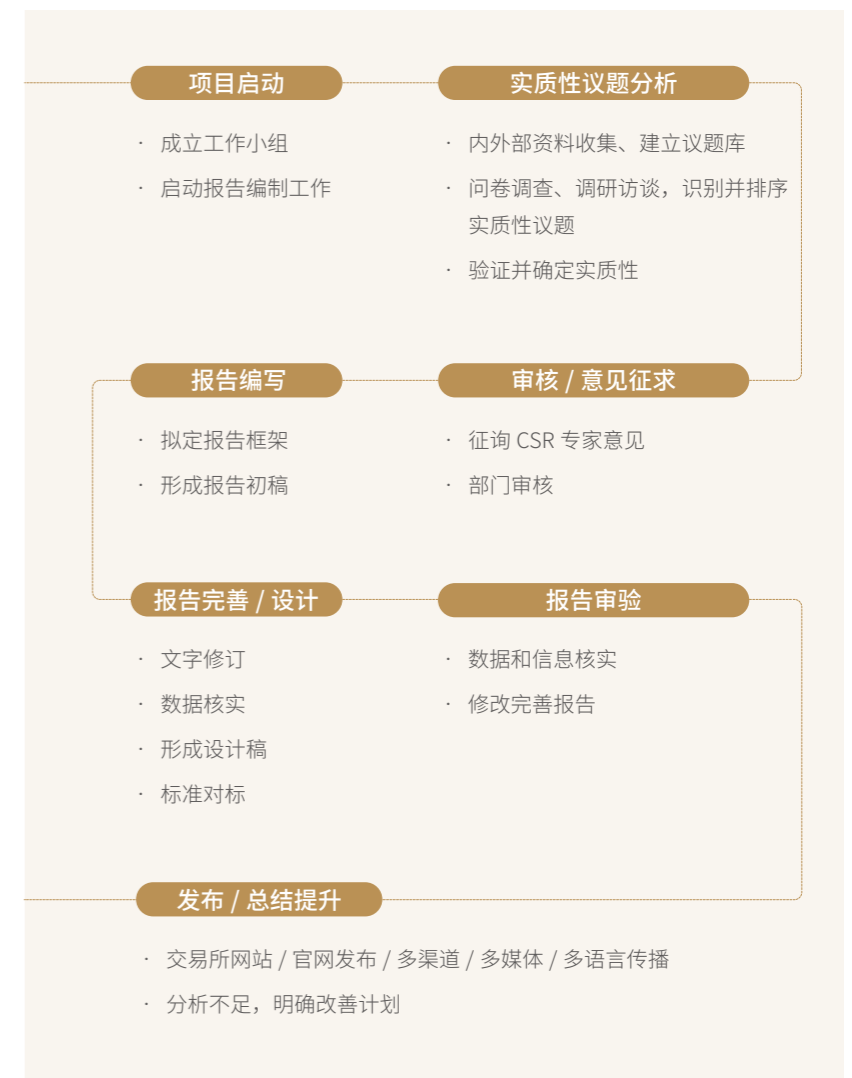 项目启动
· 成立工作小组
· 启动报告编制工作
实质性议题分析
· 内外部资料收集、建立议题库
· 问卷调查、调研访谈，识别并排序
实质性议题
· 验证并确定实质性
报告编写
· 拟定报告框架
· 形成报告初稿
审核 / 意见征求
· 征询 CSR 专家意见
· 部门审核
报告完善 / 设计
· 文字修订
· 数据核实
· 形成设计稿
· 标准对标
报告审验
· 数据和信息核实
· 修改完善报告
发布 / 总结提升
· 交易所网站 / 官网发布 / 多渠道 / 多媒体 / 多语言传播
· 分析不足，明确改善计划